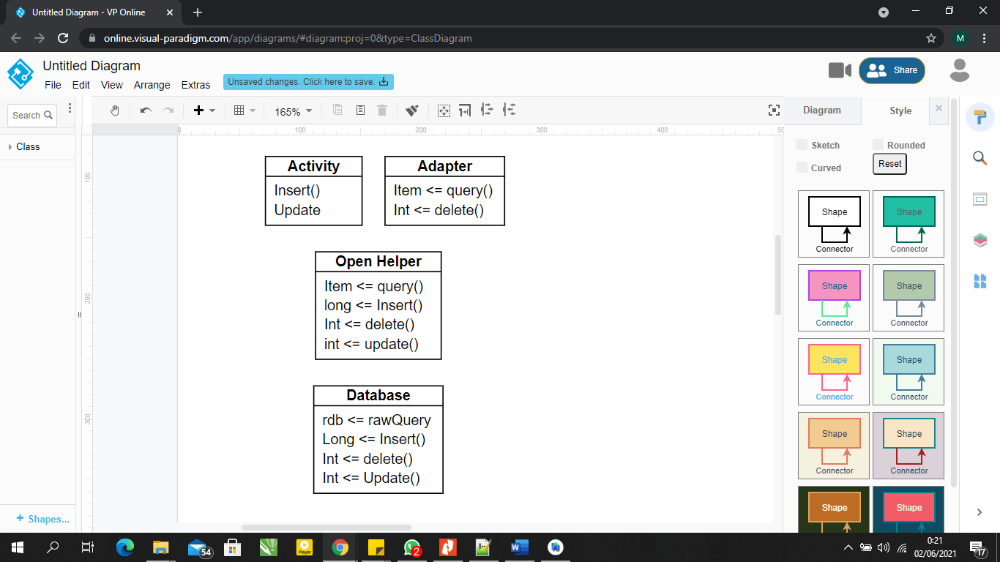 Untitled Diagram - VP Online
online.visual-paradigm.com/app/diagrams/#diagram:proj=0&type=ClassDiagram
M
Untitled Diagram
File Edit View Arrange Extras
Unsaved changes. Click here to save.
Share
Search
165%
Diagram
Style
Class
0 100 200 300 400 50
100
200
300
Activity
Insert()
Update
Adapter
Item <= query()
Int <= delete()
Open Helper
Item <= query()
long <= Insert()
Int <= delete()
int <= update()
Database
rdb <= rawQuery
Long <= Insert()
Int <= delete()
Int <= Update()
Sketch
Rounded
Curved
Reset
Shape Shape
Connector Connector
Shape Shape
Connector Connector
Shape Shape
Connector Connector
Shape Shape
Connector Connector
Shape Shape
+ Shapes...
54
Player
2
W
0:21
02/06/2021
17